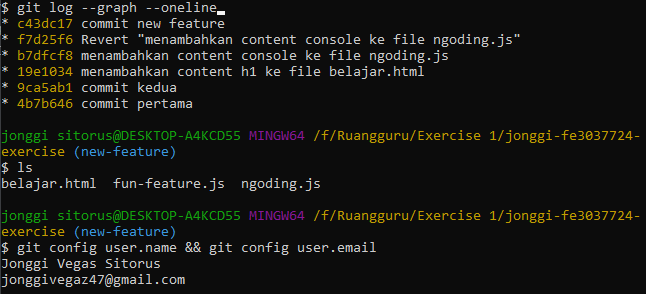 $ git log --graph --oneline
* c43dc17 commit new feature
* f7d25f6 Revert "menambahkan content console ke file ngoding.js"
* b7dfcf8 menambahkan content console ke file ngoding.js
* 19e1034 menambahkan content h1 ke file belajar.html
* 9ca5ab1 commit kedua
* 4b7b646 commit pertama
jonggi sitorus@DESKTOP-A4KCD55 MINGW64 /f/Ruangguru/Exercise 1/jonggi-fe3037724-
exercise (new-feature)
$ ls
belajar.html  fun-feature.js  ngoding.js
jonggi sitorus@DESKTOP-A4KCD55 MINGW64 /f/Ruangguru/Exercise 1/jonggi-fe3037724-
exercise (new-feature)
$ git config user.name && git config user.email
Jonggi Vegas Sitorus
jonggivegaz47@gmail.com